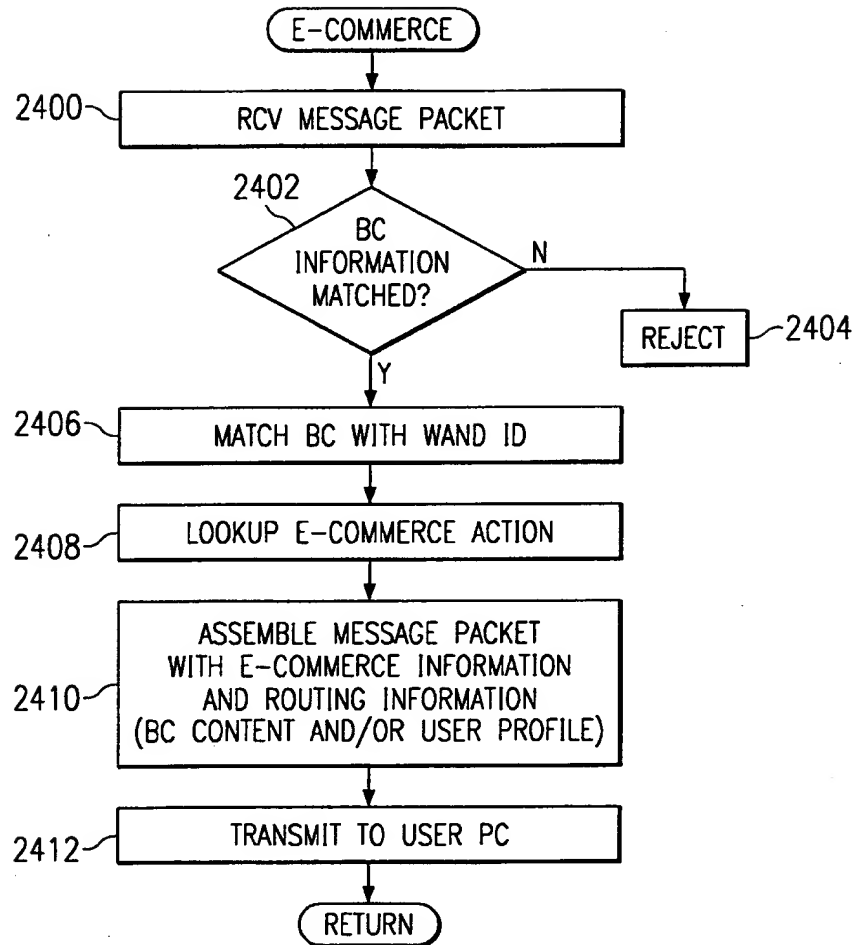 E-COMMERCE
2400
RCV MESSAGE PACKET
2402
BC
INFORMATION
MATCHED?
N
REJECT
2404
Y
2406
MATCH BC WITH WAND ID
2408
LOOKUP E-COMMERCE ACTION
2410
ASSEMBLE MESSAGE PACKET
WITH E-COMMERCE INFORMATION
AND ROUTING INFORMATION
(BC CONTENT AND/OR USER PROFILE)
2412
TRANSMIT TO USER PC
RETURN